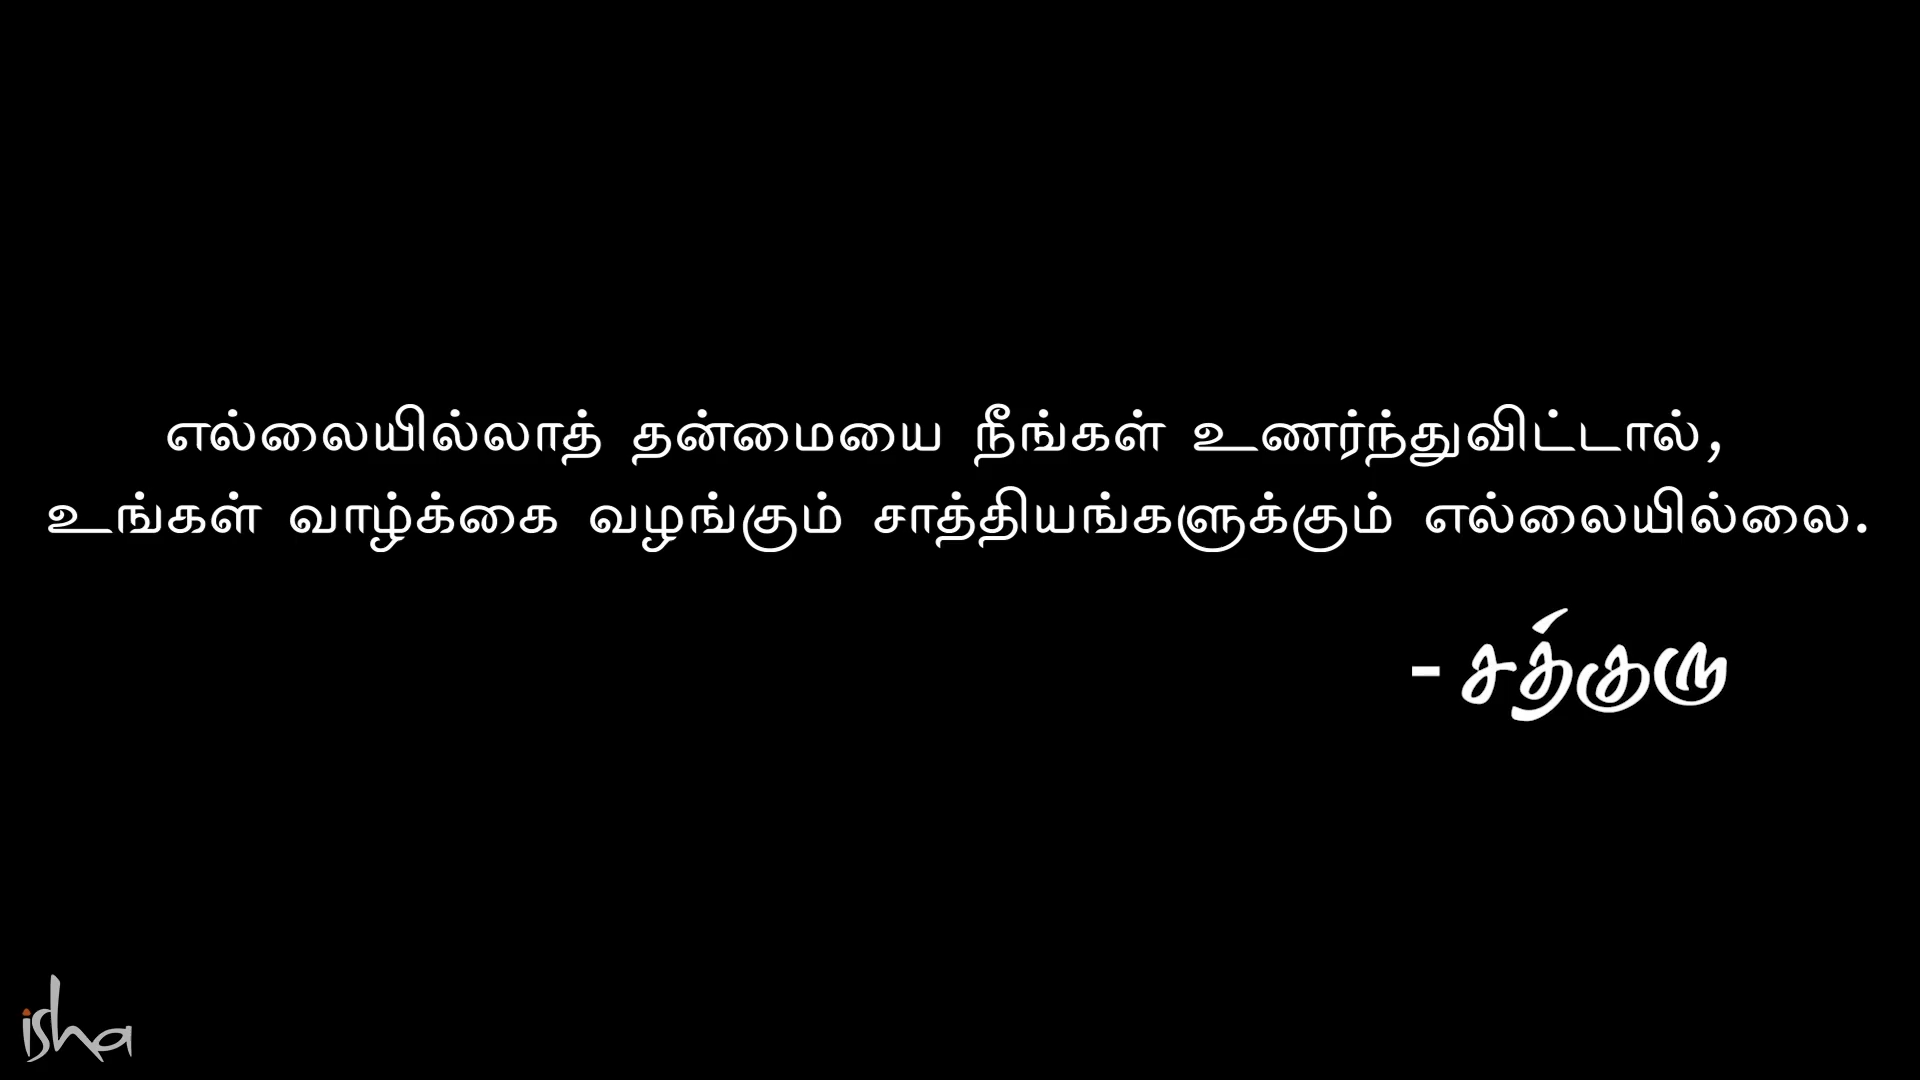 எல்லையில்லாத் தன்மையை நீங்கள் உணர்ந்துவிட்டால்,
உங்கள் வாழ்க்கை வழங்கும் சாத்தியங்களுக்கும் எல்லையில்லை.
- சத்குரு
isha